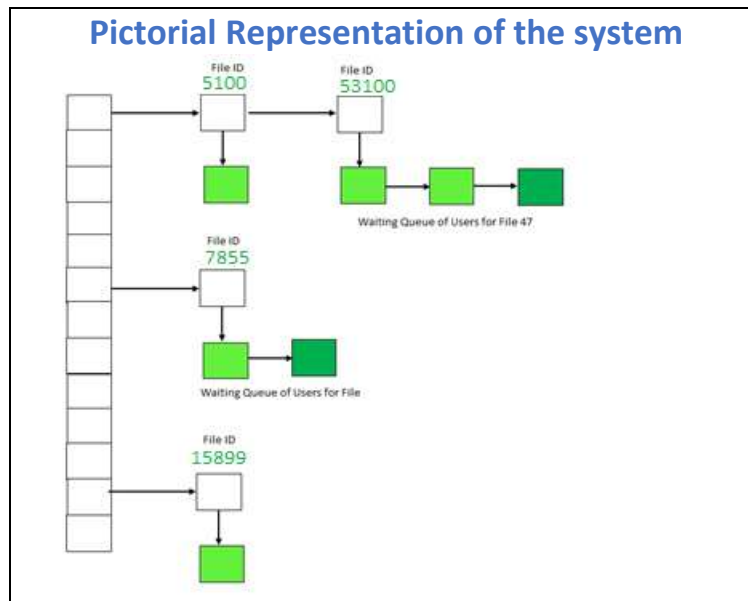 Pictorial Representation of the system
File ID
5100
File ID
53100
Waiting Queue of Users for File 47
File ID
7855
Waiting Queue of Users for File
File ID
15899